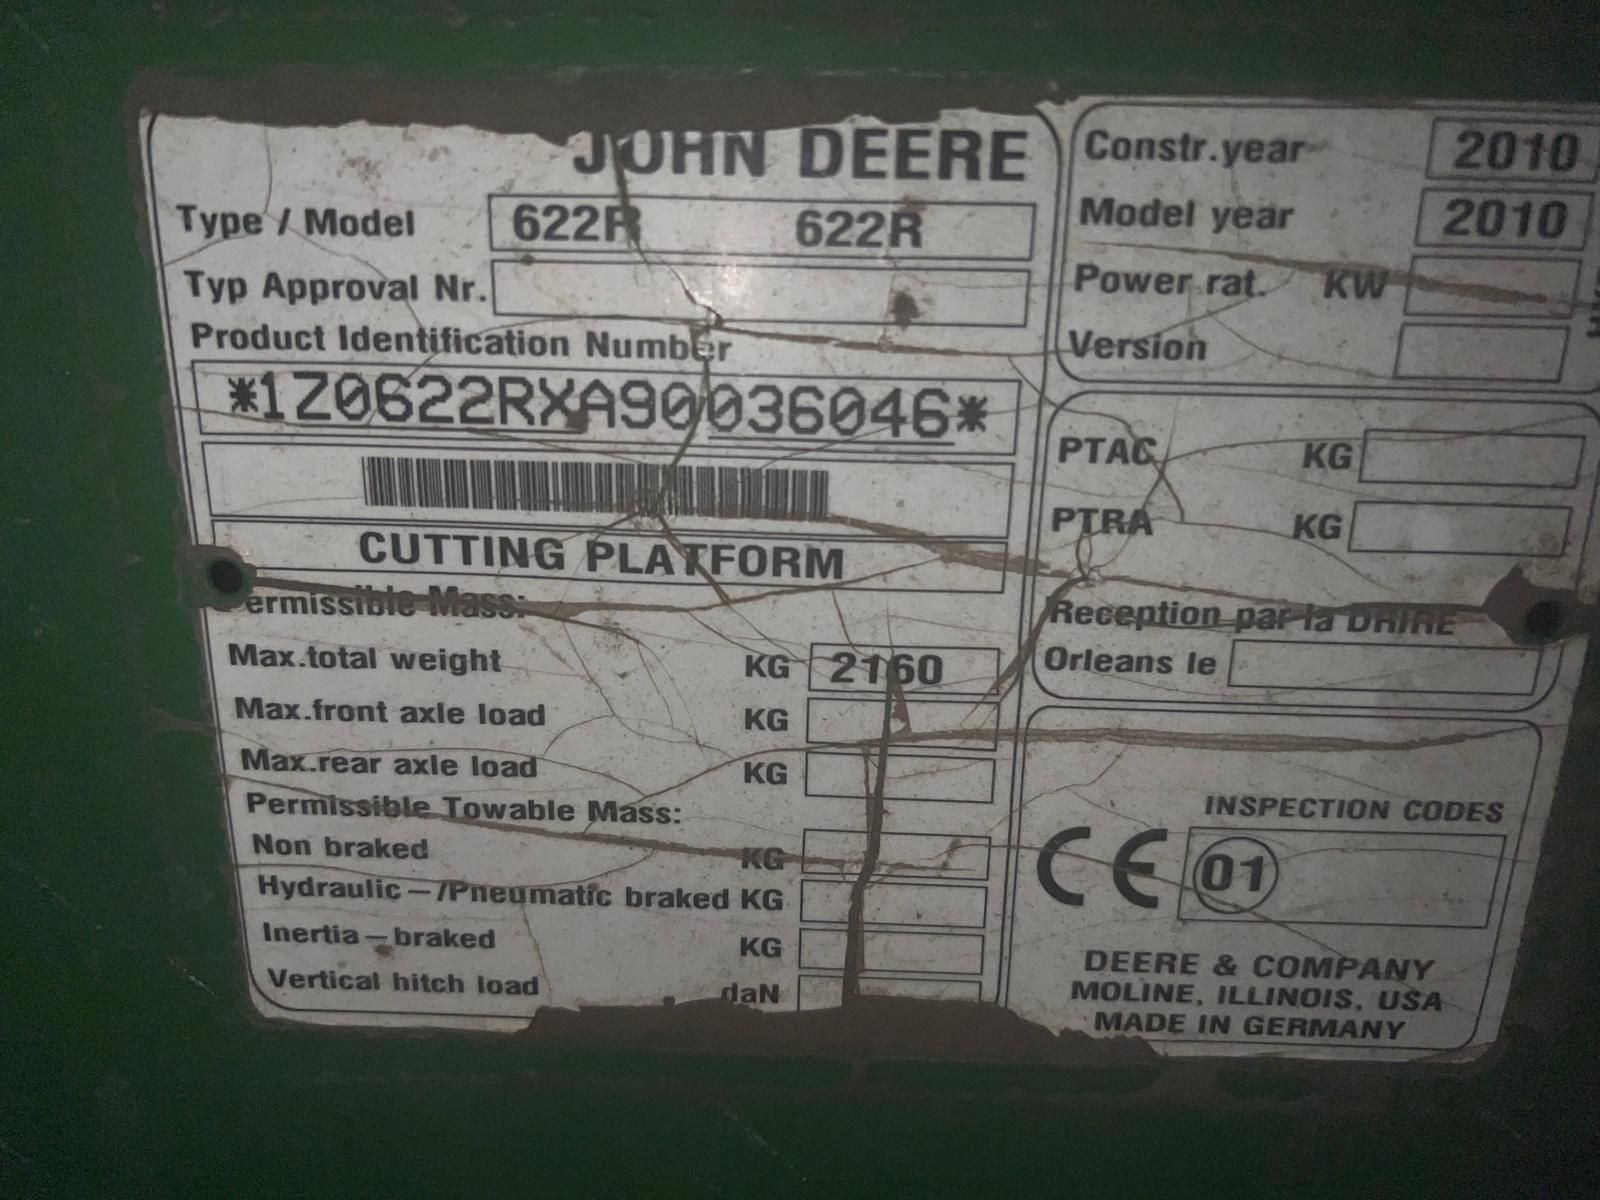 JOHN DEERE
Type / Model 622R 622R
Typ Approval Nr.
Product Identification Number
*1Z0622RXA90036046*
CUTTING PLATFORM
Permissible Mass:
Max.total weight KG 2160
Max.front axle load KG
Max.rear axle load KG
Permissible Towable Mass:
Non braked KG
Hydraulic-/Pneumatic braked KG
Inertia-braked KG
Vertical hitch load daN
Constr.year 2010
Model year 2010
Power rat. KW
Version
PTAC KG
PTRA KG
Reception par la DRIRE
Orleans le
INSPECTION CODES
CE 01
DEERE & COMPANY
MOLINE, ILLINOIS, USA
MADE IN GERMANY